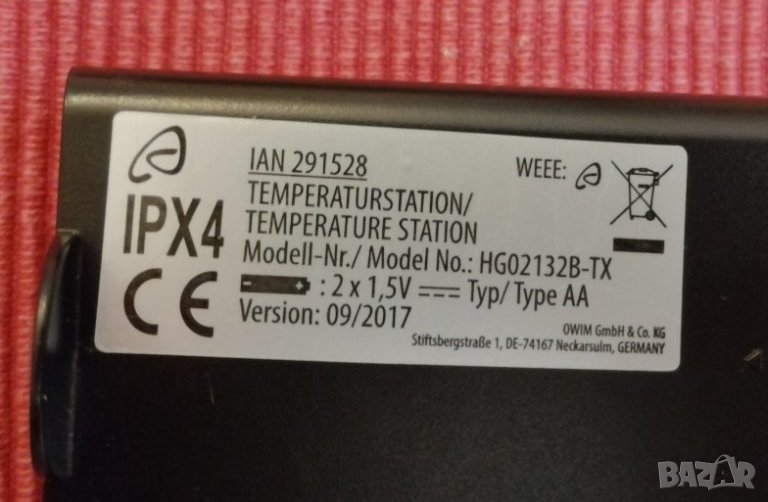 IAN 291528
WEEE:
TEMPERATURSTATION/
TEMPERATURE STATION
IPX4
Modell-Nr./ Model No.: HG02132B-TX
: 2 x 1,5V Typ/ Type AA
CE
Version: 09/2017
OWIM GmbH & Co. KG
Stiftsbergstraße 1, DE-74167 Neckarsulm, GERMANY
BAZAR